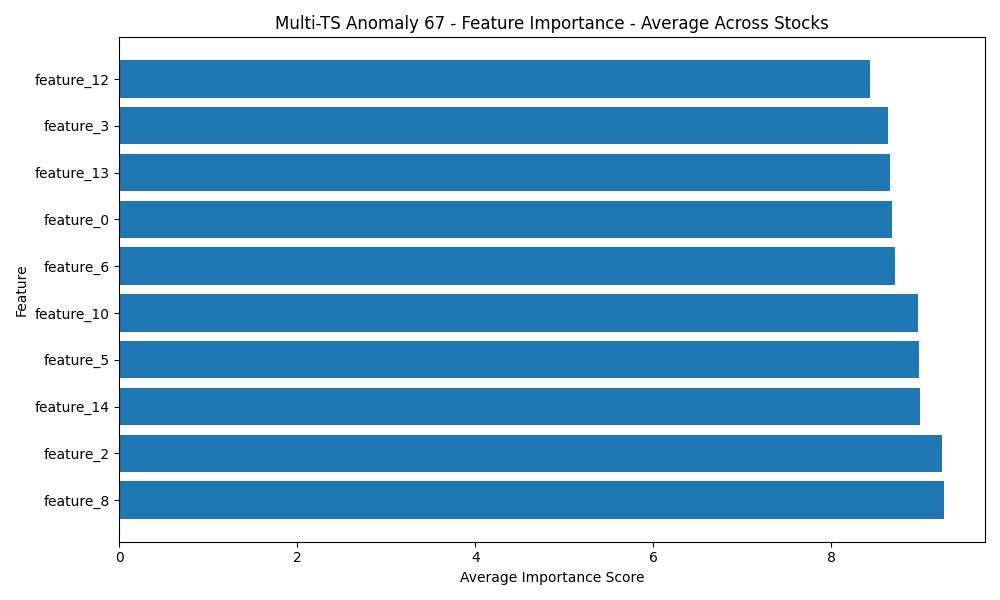 Multi-TS Anomaly 67 - Feature Importance - Average Across Stocks
feature_12
feature_3
feature_13
feature_0
feature_6
feature_10
feature_5
feature_14
feature_2
feature_8
Feature
0 2 4 6 8
Average Importance Score